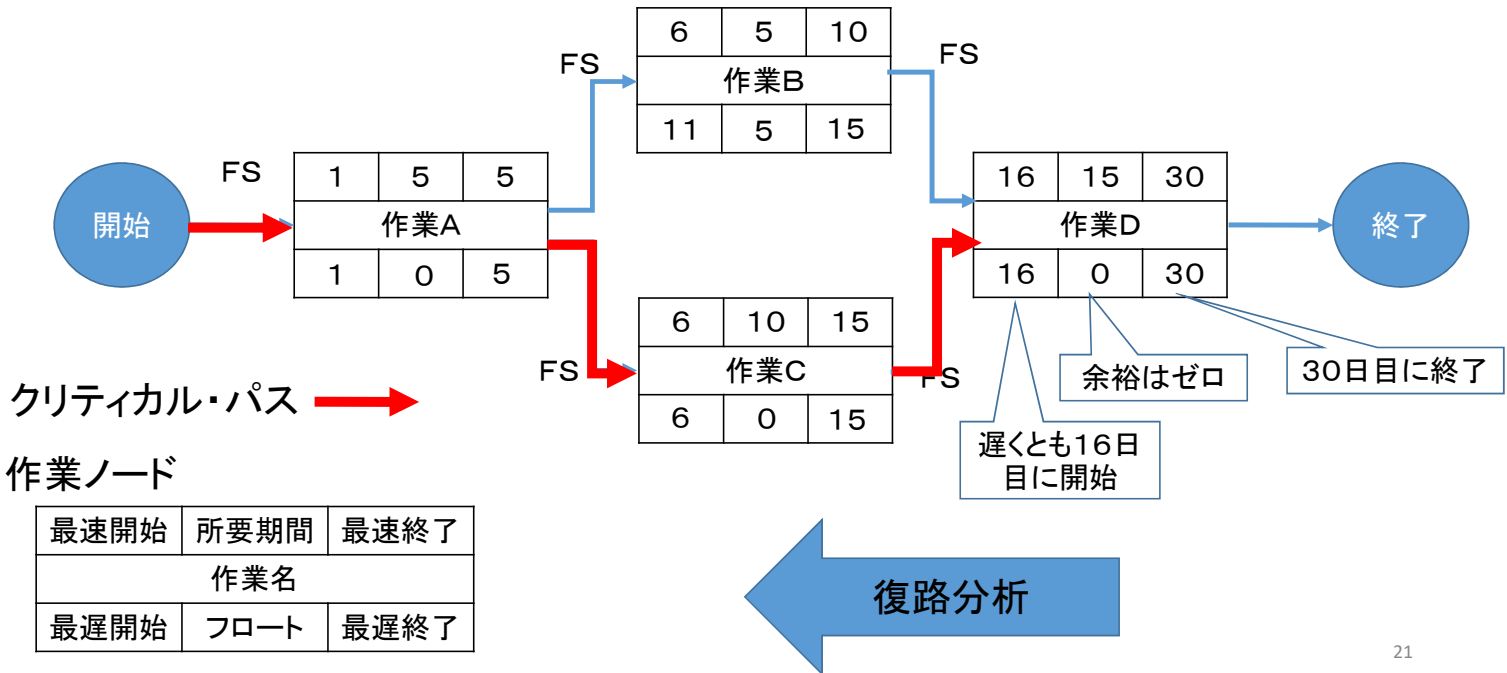 6 5 10
作業B
11 5 15
FS
FS
開始
FS
1 5 5
作業A
1 0 5
16 15 30
作業D
16 0 30
終了
6 10 15
作業C
6 0 15
FS
FS
余裕はゼロ
30日目に終了
遅くとも16日
目に開始
クリティカル・パス
作業ノード
最速開始 所要期間 最速終了
作業名
最遅開始 フロート 最遅終了
復路分析
21